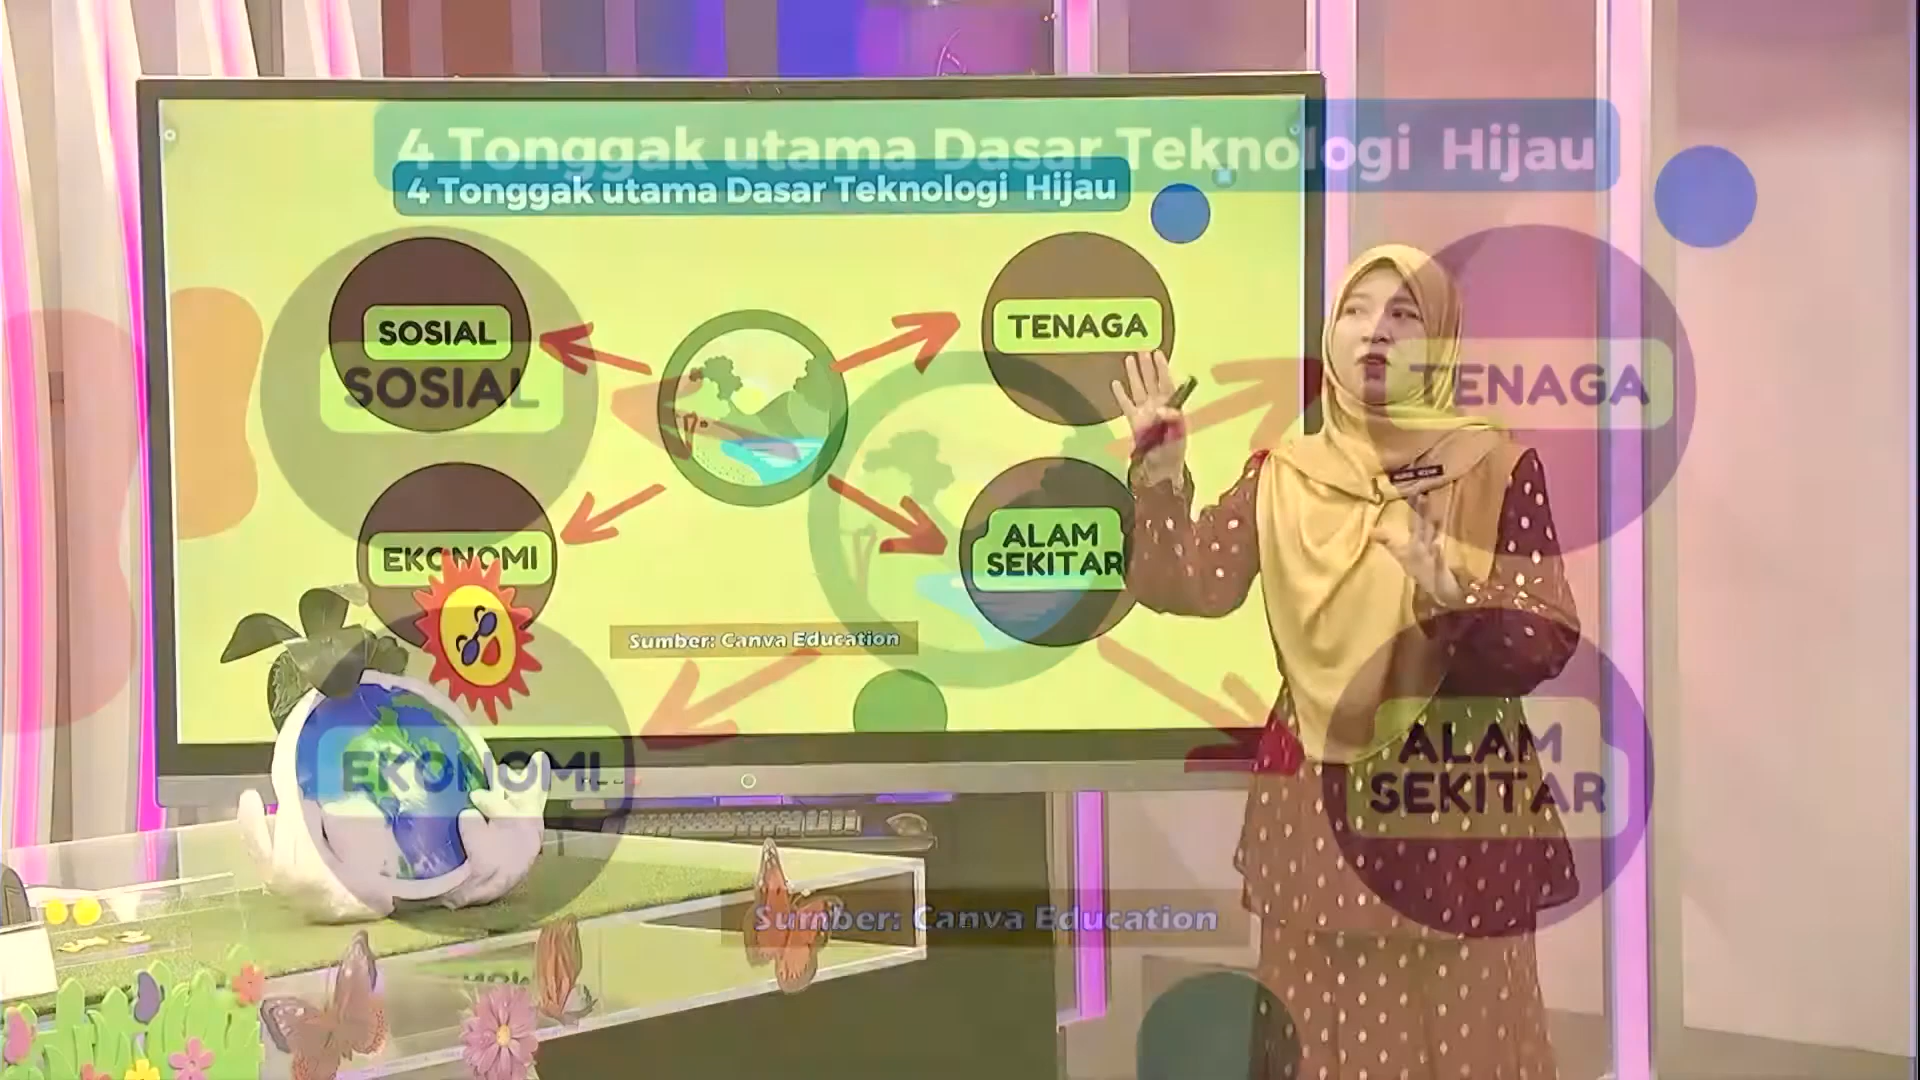 4 Tonggak utama Dasar Teknologi Hijau
4 Tonggak utama Dasar Teknologi Hijau
SOSIAL
TENAGA
SOSIAL
TENAGA
EKONOMI
ALAM
SEKITAR
Sumber: Canva Education
EKONOMI
ALAM
SEKITAR
Sumber: Canva Education